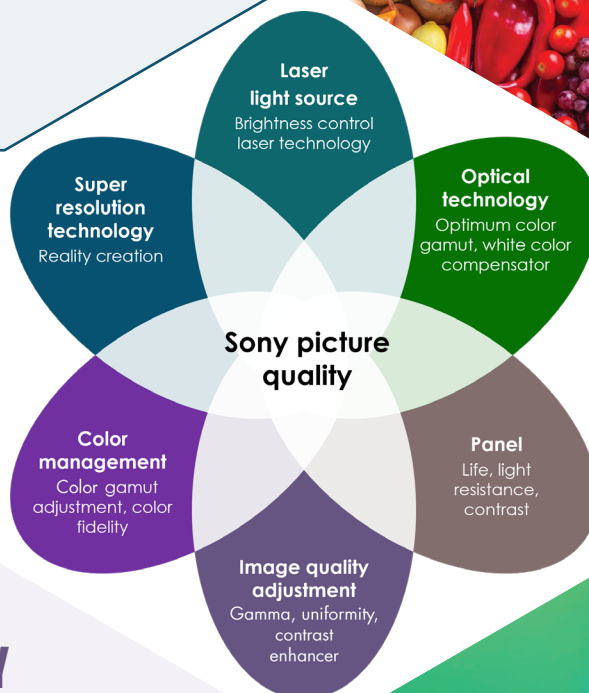 Laser
light source
Brightness control
laser technology
Super
resolution
technology
Reality creation
Optical
technology
Optimum color
gamut, white color
compensator
Sony picture
quality
Color
management
Color gamut
adjustment, color
fidelity
Panel
Life, light
resistance,
contrast
Image quality
adjustment
Gamma, uniformity,
contrast
enhancer